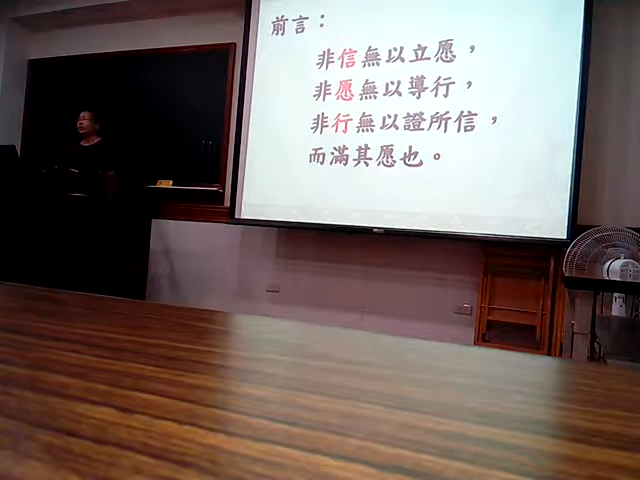 前言：
非信無以立愿，
非愿無以導行，
非行無以證所信，
而滿其愿也。